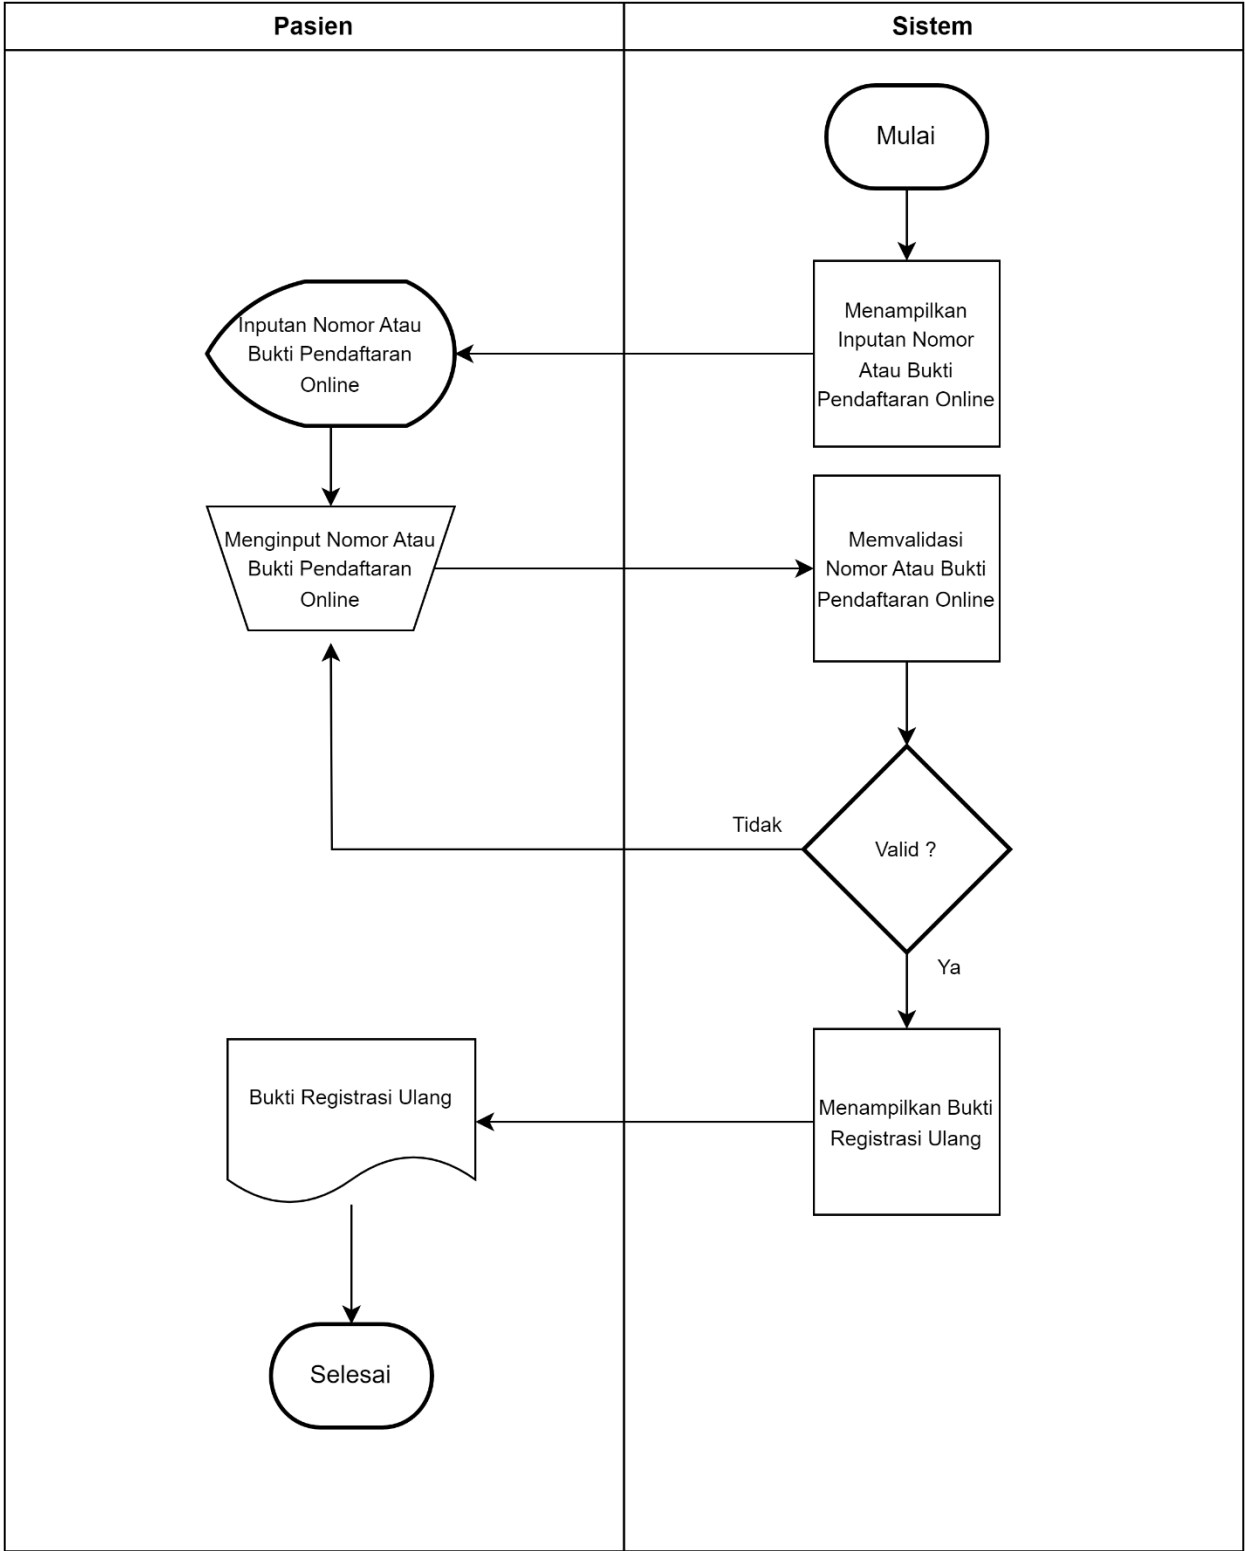 Pasien
Sistem
Mulai
Menampilkan
Inputan Nomor
Atau Bukti
Pendaftaran Online
Inputan Nomor Atau
Bukti Pendaftaran
Online
Menginput Nomor Atau
Bukti Pendaftaran
Online
Memvalidasi
Nomor Atau Bukti
Pendaftaran Online
Tidak
Valid ?
Ya
Menampilkan Bukti
Registrasi Ulang
Bukti Registrasi Ulang
Selesai